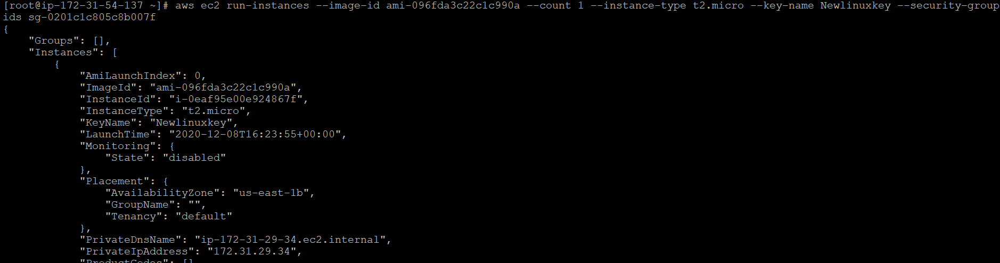 [root@ip-172-31-54-137 ~]# aws ec2 run-instances --image-id ami-096fda3c22c1c990a --count 1 --instance-type t2.micro --key-name Newlinuxkey --security-group
ids sg-0201c1c805c8b007f
{
    "Groups": [],
    "Instances": [
        {
            "AmiLaunchIndex": 0,
            "ImageId": "ami-096fda3c22c1c990a",
            "InstanceId": "i-0eaf95e00e924867f",
            "InstanceType": "t2.micro",
            "KeyName": "Newlinuxkey",
            "LaunchTime": "2020-12-08T16:23:55+00:00",
            "Monitoring": {
                "State": "disabled"
            },
            "Placement": {
                "AvailabilityZone": "us-east-1b",
                "GroupName": "",
                "Tenancy": "default"
            },
            "PrivateDnsName": "ip-172-31-29-34.ec2.internal",
            "PrivateIpAddress": "172.31.29.34",
            "ProductCodes": []